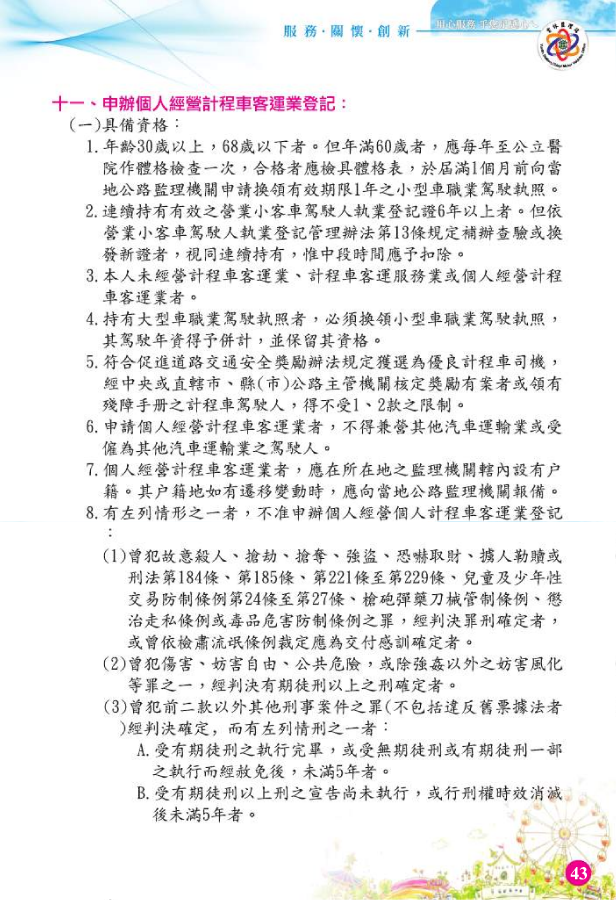 服務·關懷·創新
十一、申辦個人經營計程車客運業登記：
(一)具備資格：
1.年齡30歲以上，68歲以下者。但年滿60歲者，應每年至公立醫
院作體格檢查一次，合格者應檢具體格表，於屆滿1個月前向當
地公路監理機關申請換領有效期限1年之小型車職業駕駛執照。
2.連續持有有效之營業小客車駕駛人執業登記證6年以上者。但依
營業小客車駕駛人執業登記管理辦法第13條規定補辦查驗或換
發新證者，視同連續持有，惟中段時間應予扣除。
3.本人未經營計程車客運業、計程車客運服務業或個人經營計程
車客運業者。
4.持有大型車職業駕駛執照者，必須換領小型車職業駕駛執照，
其駕駛年資得予併計，並保留其資格。
5.符合促進道路交通安全獎勵辦法規定獲選為優良計程車司機，
經中央或直轄市、縣(市)公路主管機關核定獎勵有案者或領有
殘障手册之計程車駕駛人，得不受1、2款之限制。
6.申請個人經營計程車客運業者，不得兼營其他汽車運輸業或受
僱為其他汽車運輸業之駕駛人。
7.個人經營計程車客運業者，應在所在地之監理機關轄內設有户
籍。其户籍地如有遷移變動時，應向當地公路監理機關報備。
8.有左列情形之一者，不准申辦個人經營個人計程車客運業登記
：
(1)曾犯故意殺人、搶劫、搶奪、強盜、恐嚇取財、擄人勒贖或
刑法第184條、第185條、第221條至第229條、兒童及少年性
交易防制條例第24條至第27條、槍砲彈藥刀械管制條例、懲
治走私條例或毒品危害防制條例之罪，經判決罪刑確定者，
或曾依檢肅流氓條例裁定應為交付感訓確定者。
(2)曾犯傷害、妨害自由、公共危險，或除強姦以外之妨害風化
等罪之一，經判決有期徒刑以上之刑確定者。
(3)曾犯前二款以外其他刑事案件之罪(不包括違反舊票據法者
)經判決確定，而有左列情刑之一者：
A.受有期徒刑之執行完畢，或受無期徒刑或有期徒刑一部
之執行而經赦免後，未滿5年者。
B.受有期徒刑以上刑之宣告尚未執行，或行刑權時效消滅
後未滿5年者。
43